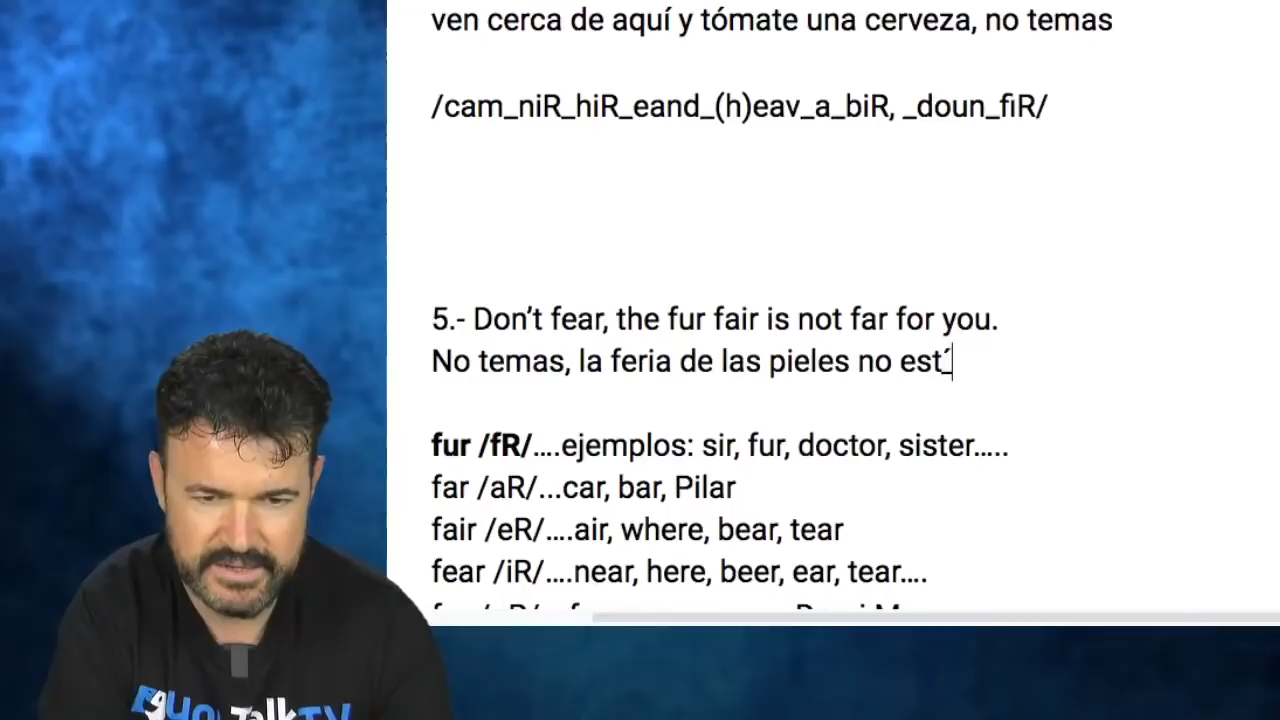 ven cerca de aquí y tómate una cerveza, no temas
/cam_niR_hiR_eand_(h)eav_a_biR, _doun_fiR/
5.- Don’t fear, the fur fair is not far for you.
No temas, la feria de las pieles no est´
fur /fR/….ejemplos: sir, fur, doctor, sister…..
far /aR/...car, bar, Pilar
fair /eR/….air, where, bear, tear
fear /iR/….near, here, beer, ear, tear….
youTalkTV